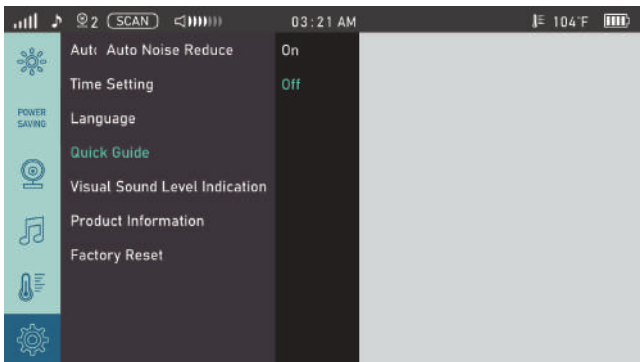 2 SCAN 03:21 AM 104°F
Aut Auto Noise Reduce On
Time Setting Off
POWER SAVING
Language
Quick Guide
Visual Sound Level Indication
Product Information
Factory Reset